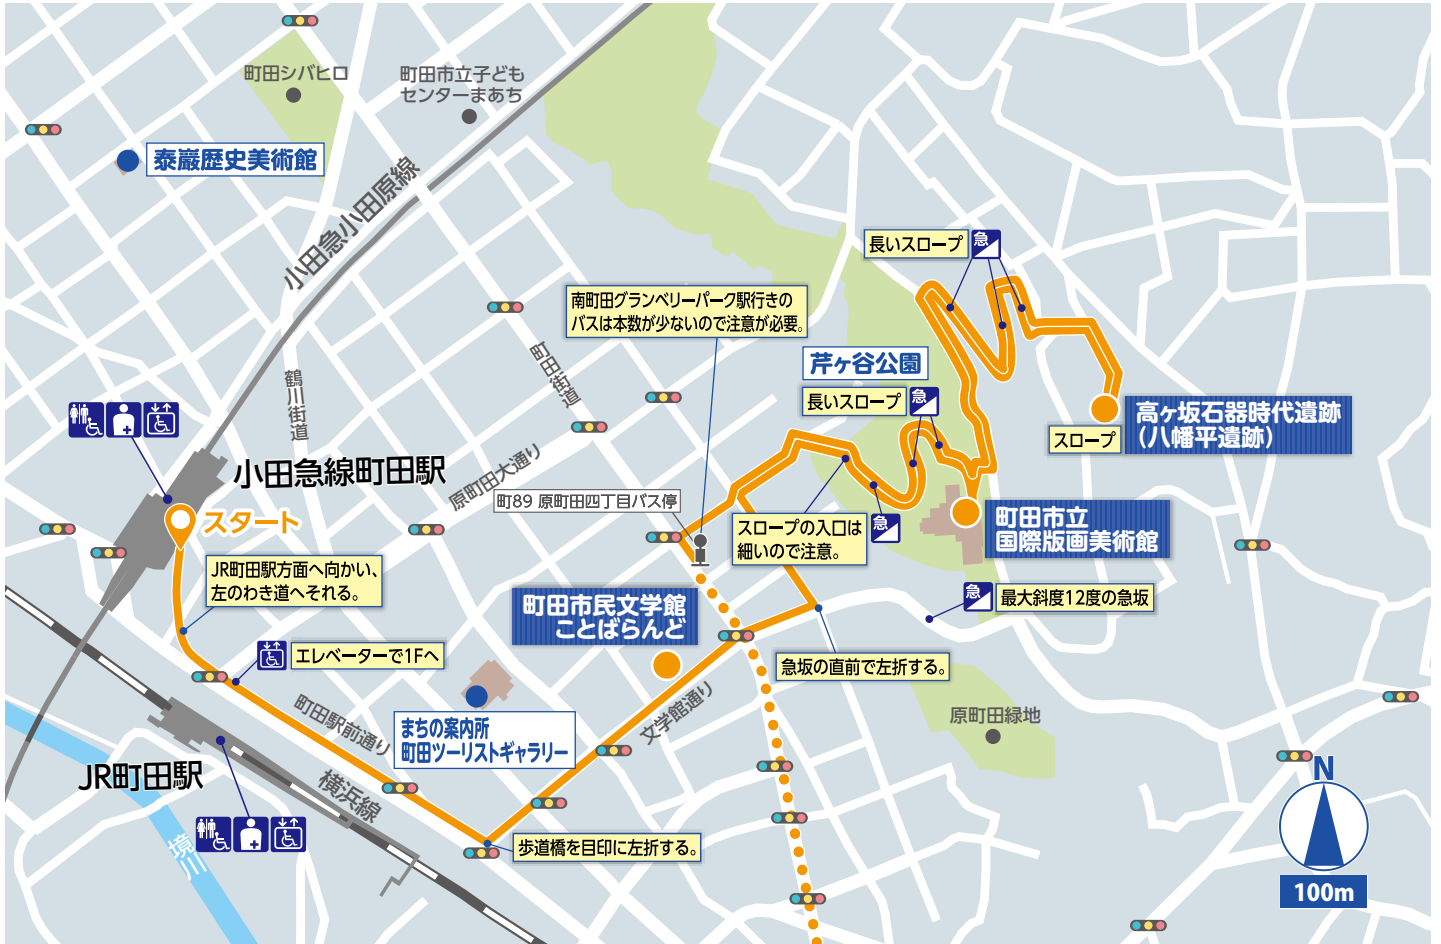 町田シバヒロ
町田市立子ども
センターまあち
泰巖歴史美術館
小田急小田原線
長いスロープ
急
南町田グランベリーパーク駅行きの
バスは本数が少ないので注意が必要。
町田街道
芹ヶ谷公園
鶴川街道
長いスロープ
急
高ヶ坂石器時代遺跡
(八幡平遺跡)
スロープ
小田急線町田駅
原町田大通り
町89 原町田四丁目バス停
スタート
スロープの入口は
細いので注意。
急
町田市立
国際版画美術館
JR町田駅方面へ向かい、
左のわき道へそれる。
町田市民文学館
ことばらんど
急
最大斜度12度の急坂
エレベーターで1Fへ
急坂の直前で左折する。
町田駅前通り
まちの案内所
町田ツーリストギャラリー
文学館通り
原町田緑地
JR町田駅
横浜線
境川
歩道橋を目印に左折する。
N
100m